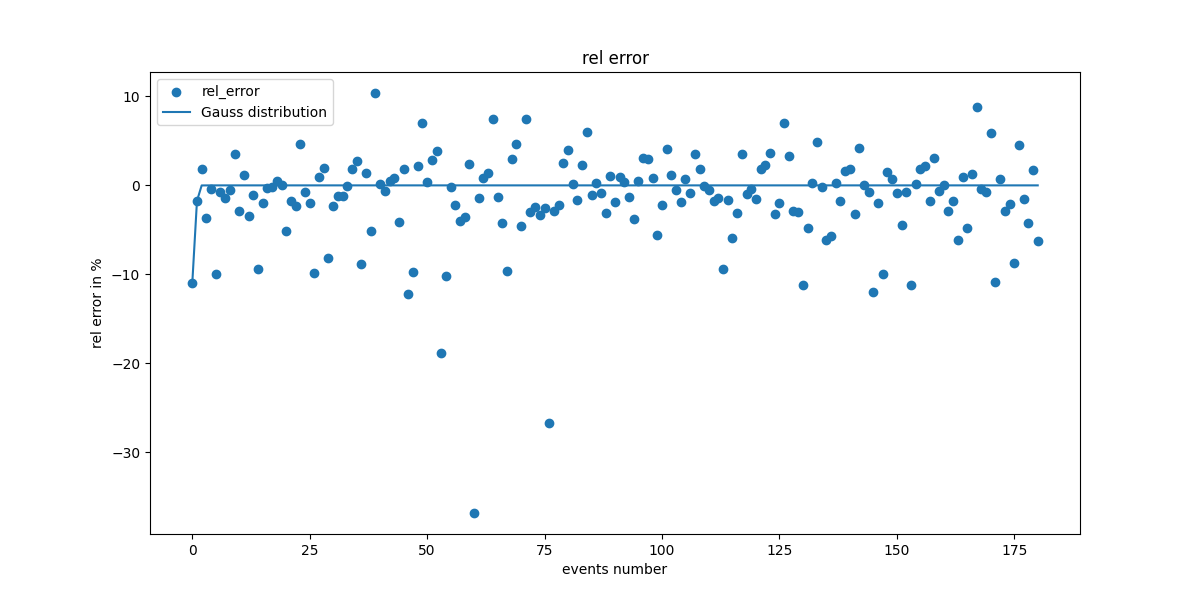 rel error
rel_error
Gauss distribution
10
0
−10
−20
−30
rel error in %
0 25 50 75 100 125 150 175
events number